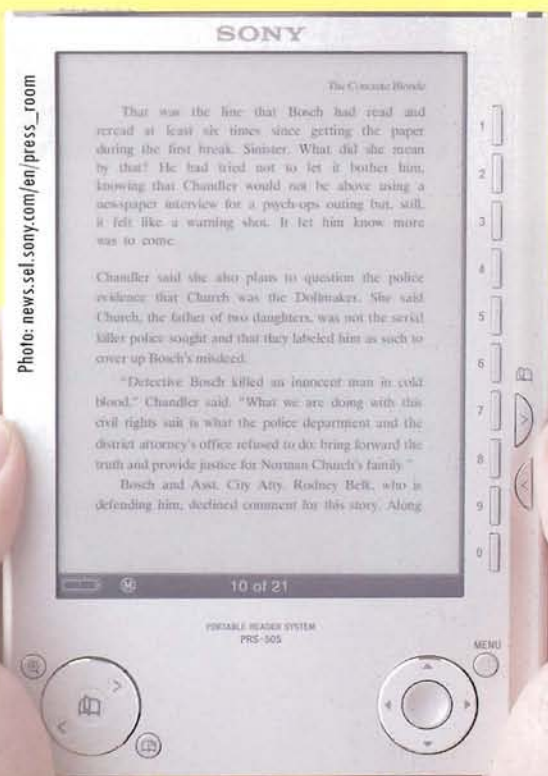 SONY
Photo: news.sel.sony.com/en/press_room
The Concrete Blonde
That was the line that Bosch had read and
reread at least six times since getting the paper
during the first break. Sinister. What did she mean
by that? He had tried not to let it bother him,
knowing that Chandler would not be above using a
newspaper interview for a psych-ops outing but, still,
it felt like a warning shot. It let him know more
was to come.
Chandler said she also plans to question the police
evidence that Church was the Dollmaker. She said
Church, the father of two daughters, was not the serial
killer police sought and that they labeled him as such to
cover up Bosch's misdeed.
"Detective Bosch killed an innocent man in cold
blood," Chandler said. "What we are doing with this
civil rights suit is what the police department and the
district attorney's office refused to do: bring forward the
truth and provide justice for Norman Church's family."
Bosch and Asst. City Atty. Rodney Belk, who is
defending him, declined comment for this story. Along
1
2
3
4
5
6
7
8
9
0
M
10 of 21
PORTABLE READER SYSTEM
PRS-505
MENU